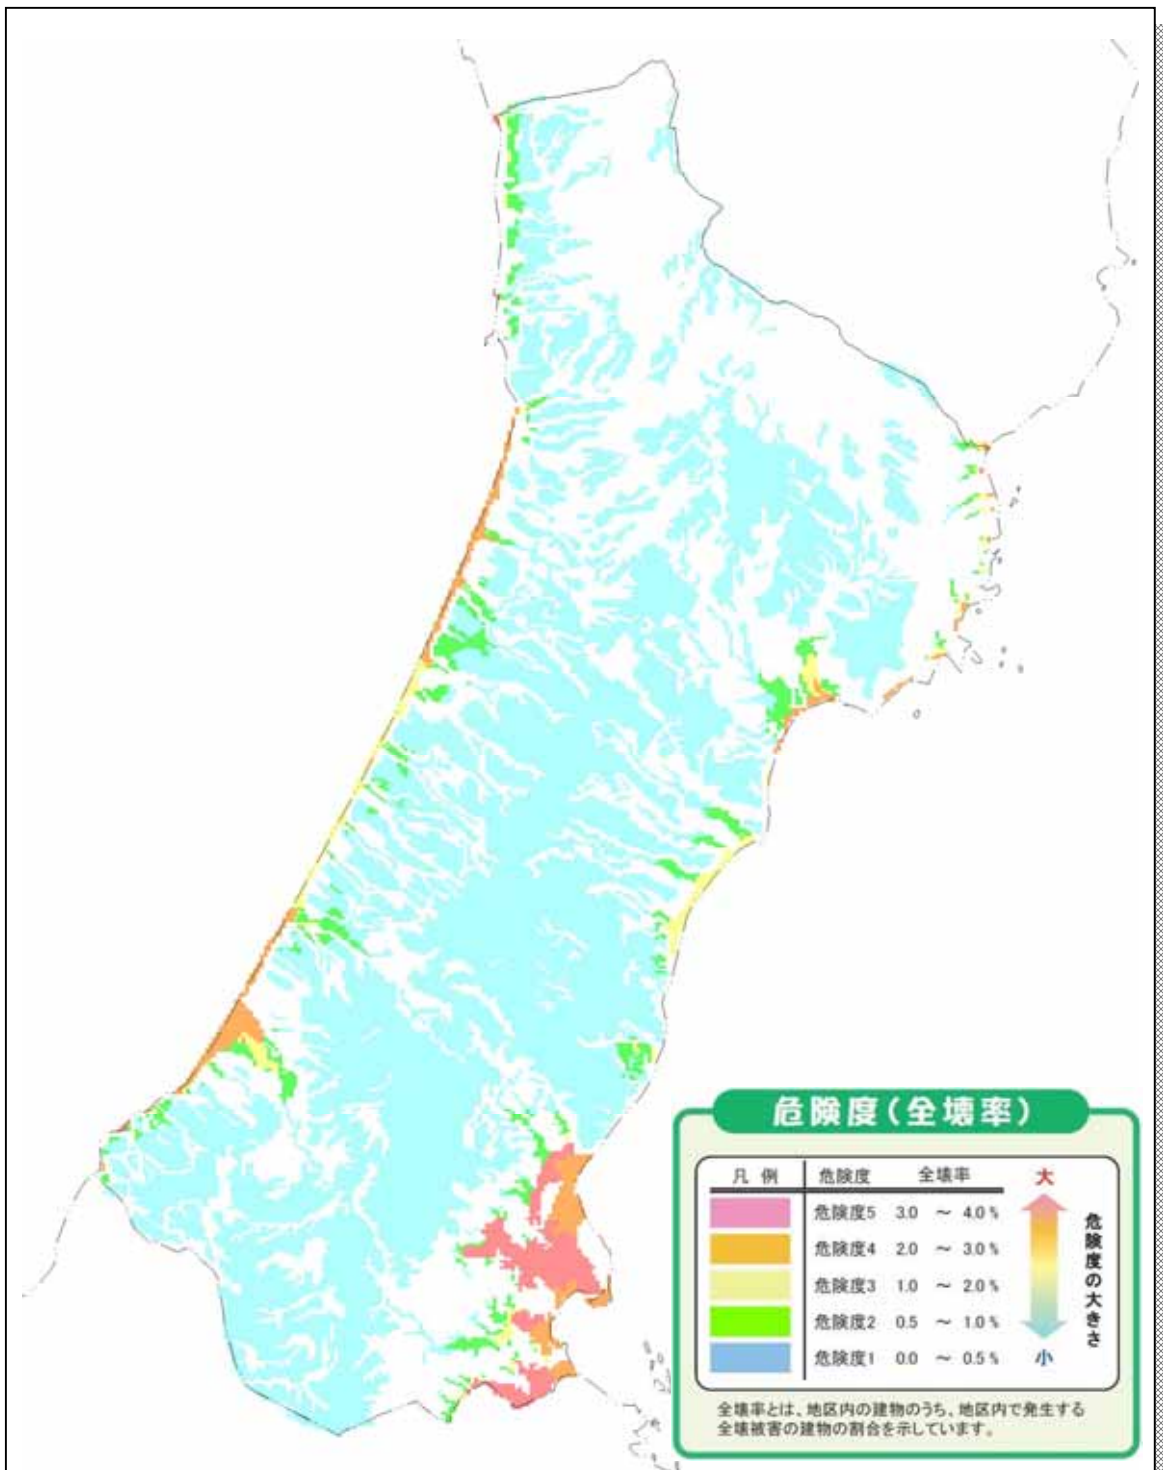 危険度(全壊率)
凡 例 危険度 全壊率 大
危険度5 3.0 ～ 4.0%
危険度4 2.0 ～ 3.0%
危険度3 1.0 ～ 2.0%
危険度2 0.5 ～ 1.0%
危険度1 0.0 ～ 0.5% 小
危険度の大きさ
全壊率とは、地区内の建物のうち、地区内で発生する
全壊被害の建物の割合を示しています。